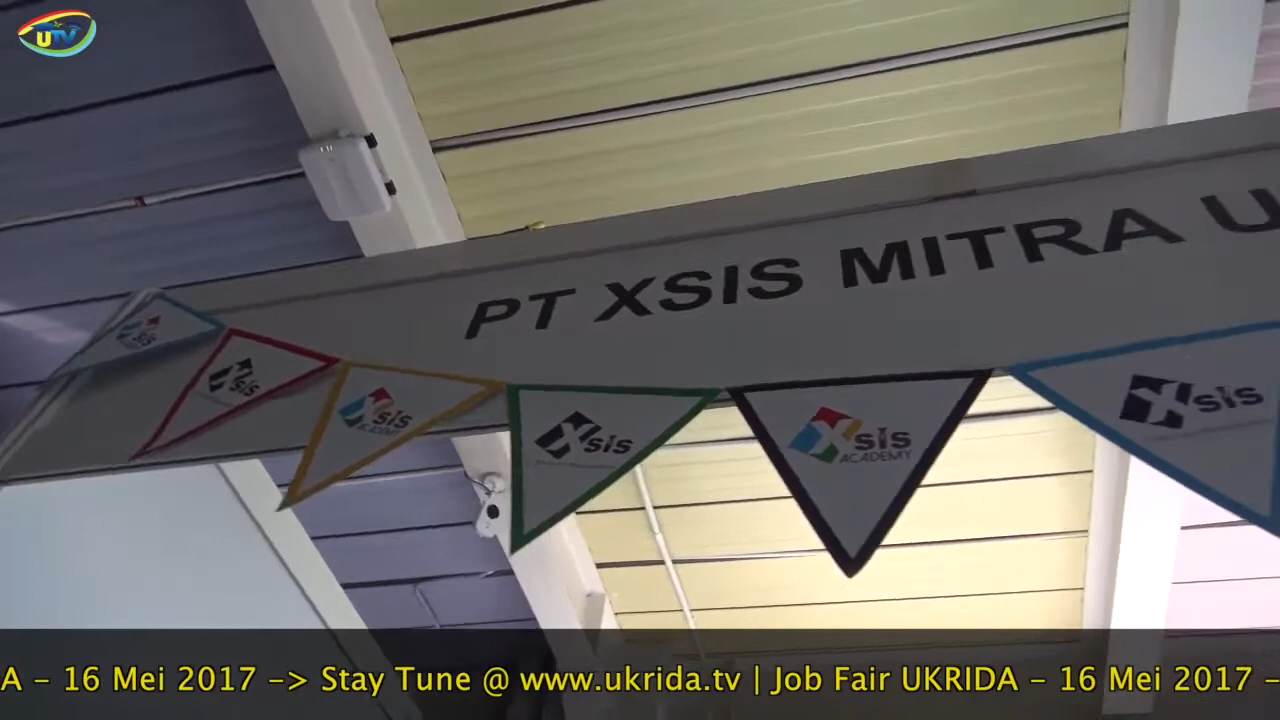 UTV
PT XSIS MITRA U
Xsis
Xsis
Xsis
Xsis
Xsis
ACADEMY
Xsis
A - 16 Mei 2017 -> Stay Tune @ www.ukrida.tv | Job Fair UKRIDA - 16 Mei 2017 -